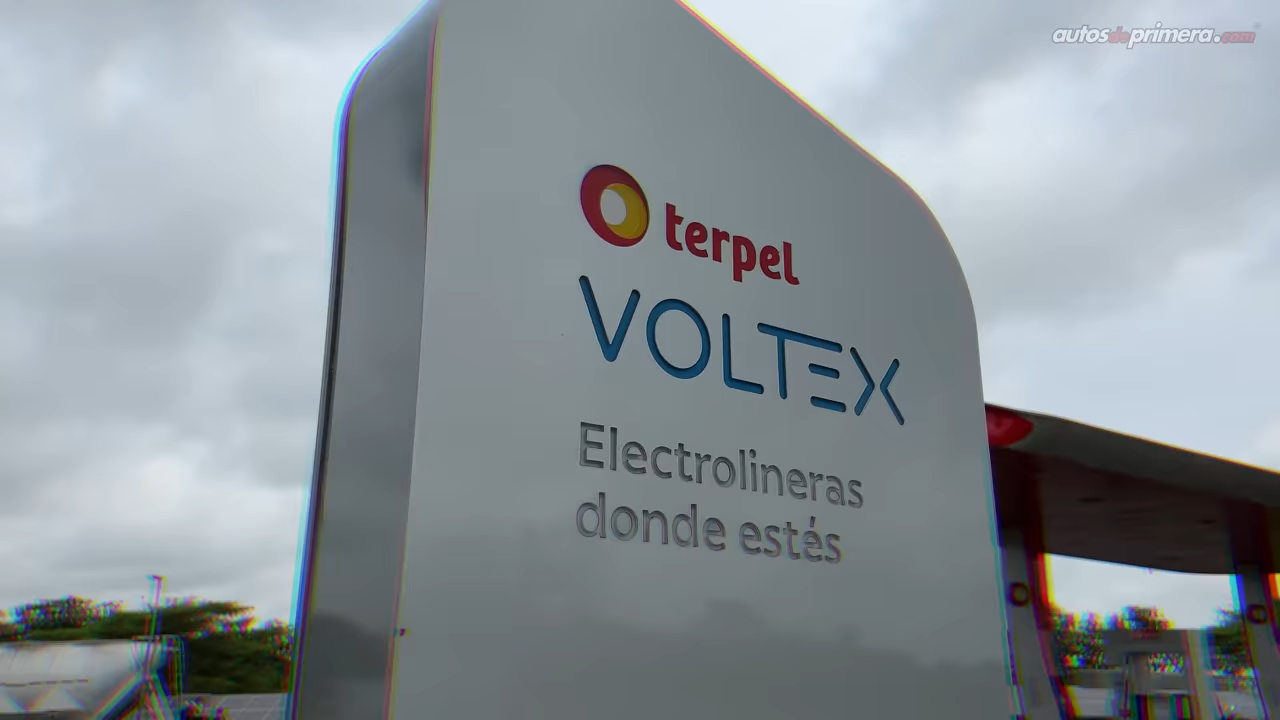 autosdeprimera.com
terpel
VOLTEX
Electrolineras
donde estés